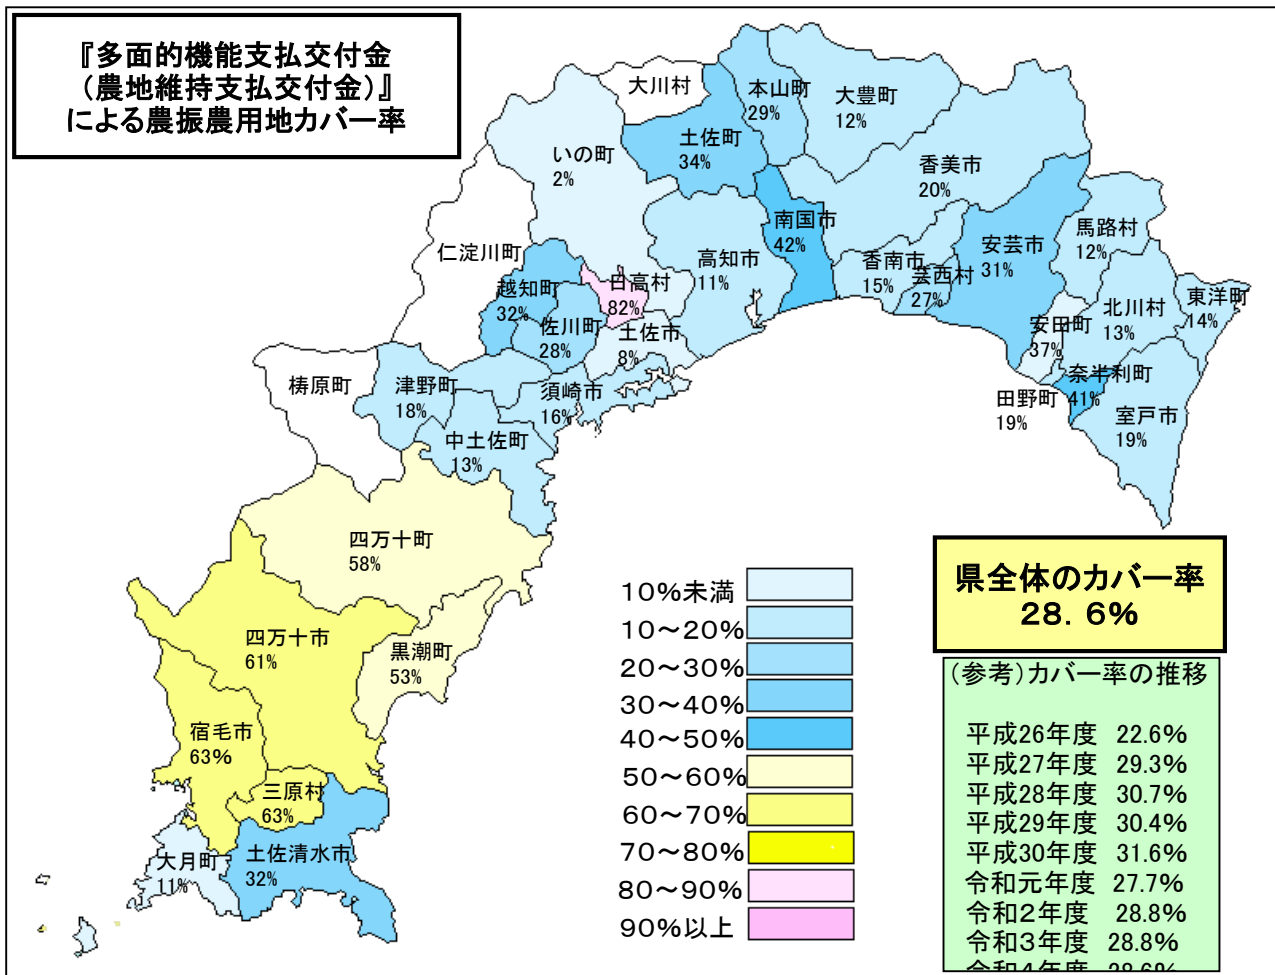 『多面的機能支払交付金
（農地維持支払交付金）』
による農振農用地カバー率
大川村
本山町
29%
大豊町
12%
土佐町
34%
いの町
2%
香美市
20%
南国市
42%
安芸市
31%
馬路村
12%
仁淀川町
高知市
11%
香南市
15%
芸西村
27%
越知町
32%
日高村
82%
東洋町
14%
北川村
13%
佐川町
28%
土佐市
8%
安田町
37%
奈半利町
41%
田野町
19%
室戸市
19%
梼原町
津野町
18%
須崎市
16%
中土佐町
13%
四万十町
58%
四万十市
61%
黒潮町
53%
宿毛市
63%
三原村
63%
大月町
11%
土佐清水市
32%
10%未満
10～20%
20～30%
30～40%
40～50%
50～60%
60～70%
70～80%
80～90%
90%以上
県全体のカバー率
28．6%
(参考)カバー率の推移
平成26年度 22.6%
平成27年度 29.3%
平成28年度 30.7%
平成29年度 30.4%
平成30年度 31.6%
令和元年度 27.7%
令和2年度 28.8%
令和3年度 28.8%
令和4年度 28.6%